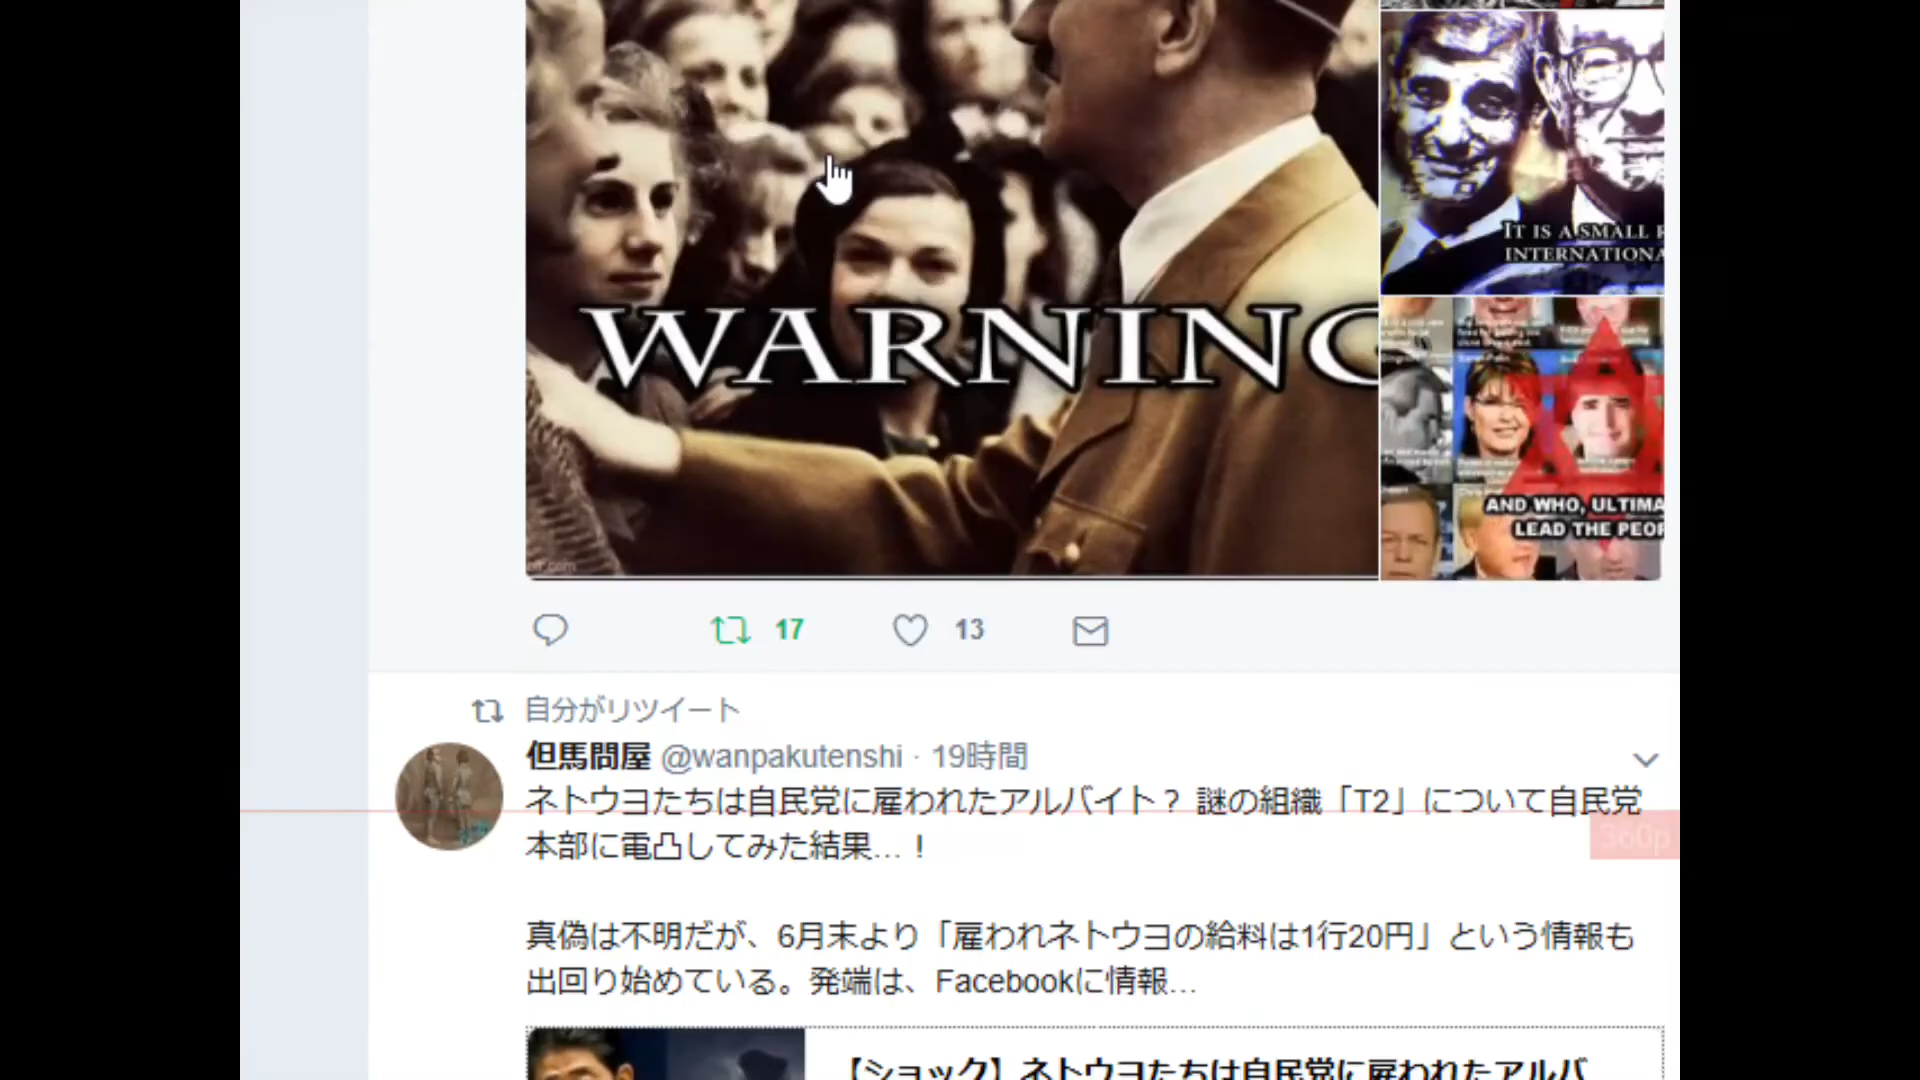 WARNING
IT IS A SMALL
INTERNATIONA
AND WHO, ULTIMA
LEAD THE PEOP
17
13
自分がリツイート
但馬問屋 @wanpakutenshi · 19時間
ネトウヨたちは自民党に雇われたアルバイト？ 謎の組織「T2」について自民党
本部に電凸してみた結果…！
真偽は不明だが、6月末より「雇われネトウヨの給料は1行20円」という情報も
出回り始めている。発端は、Facebookに情報…
360p
【ショック】ネトウヨたちは自民党に雇われたアルバ